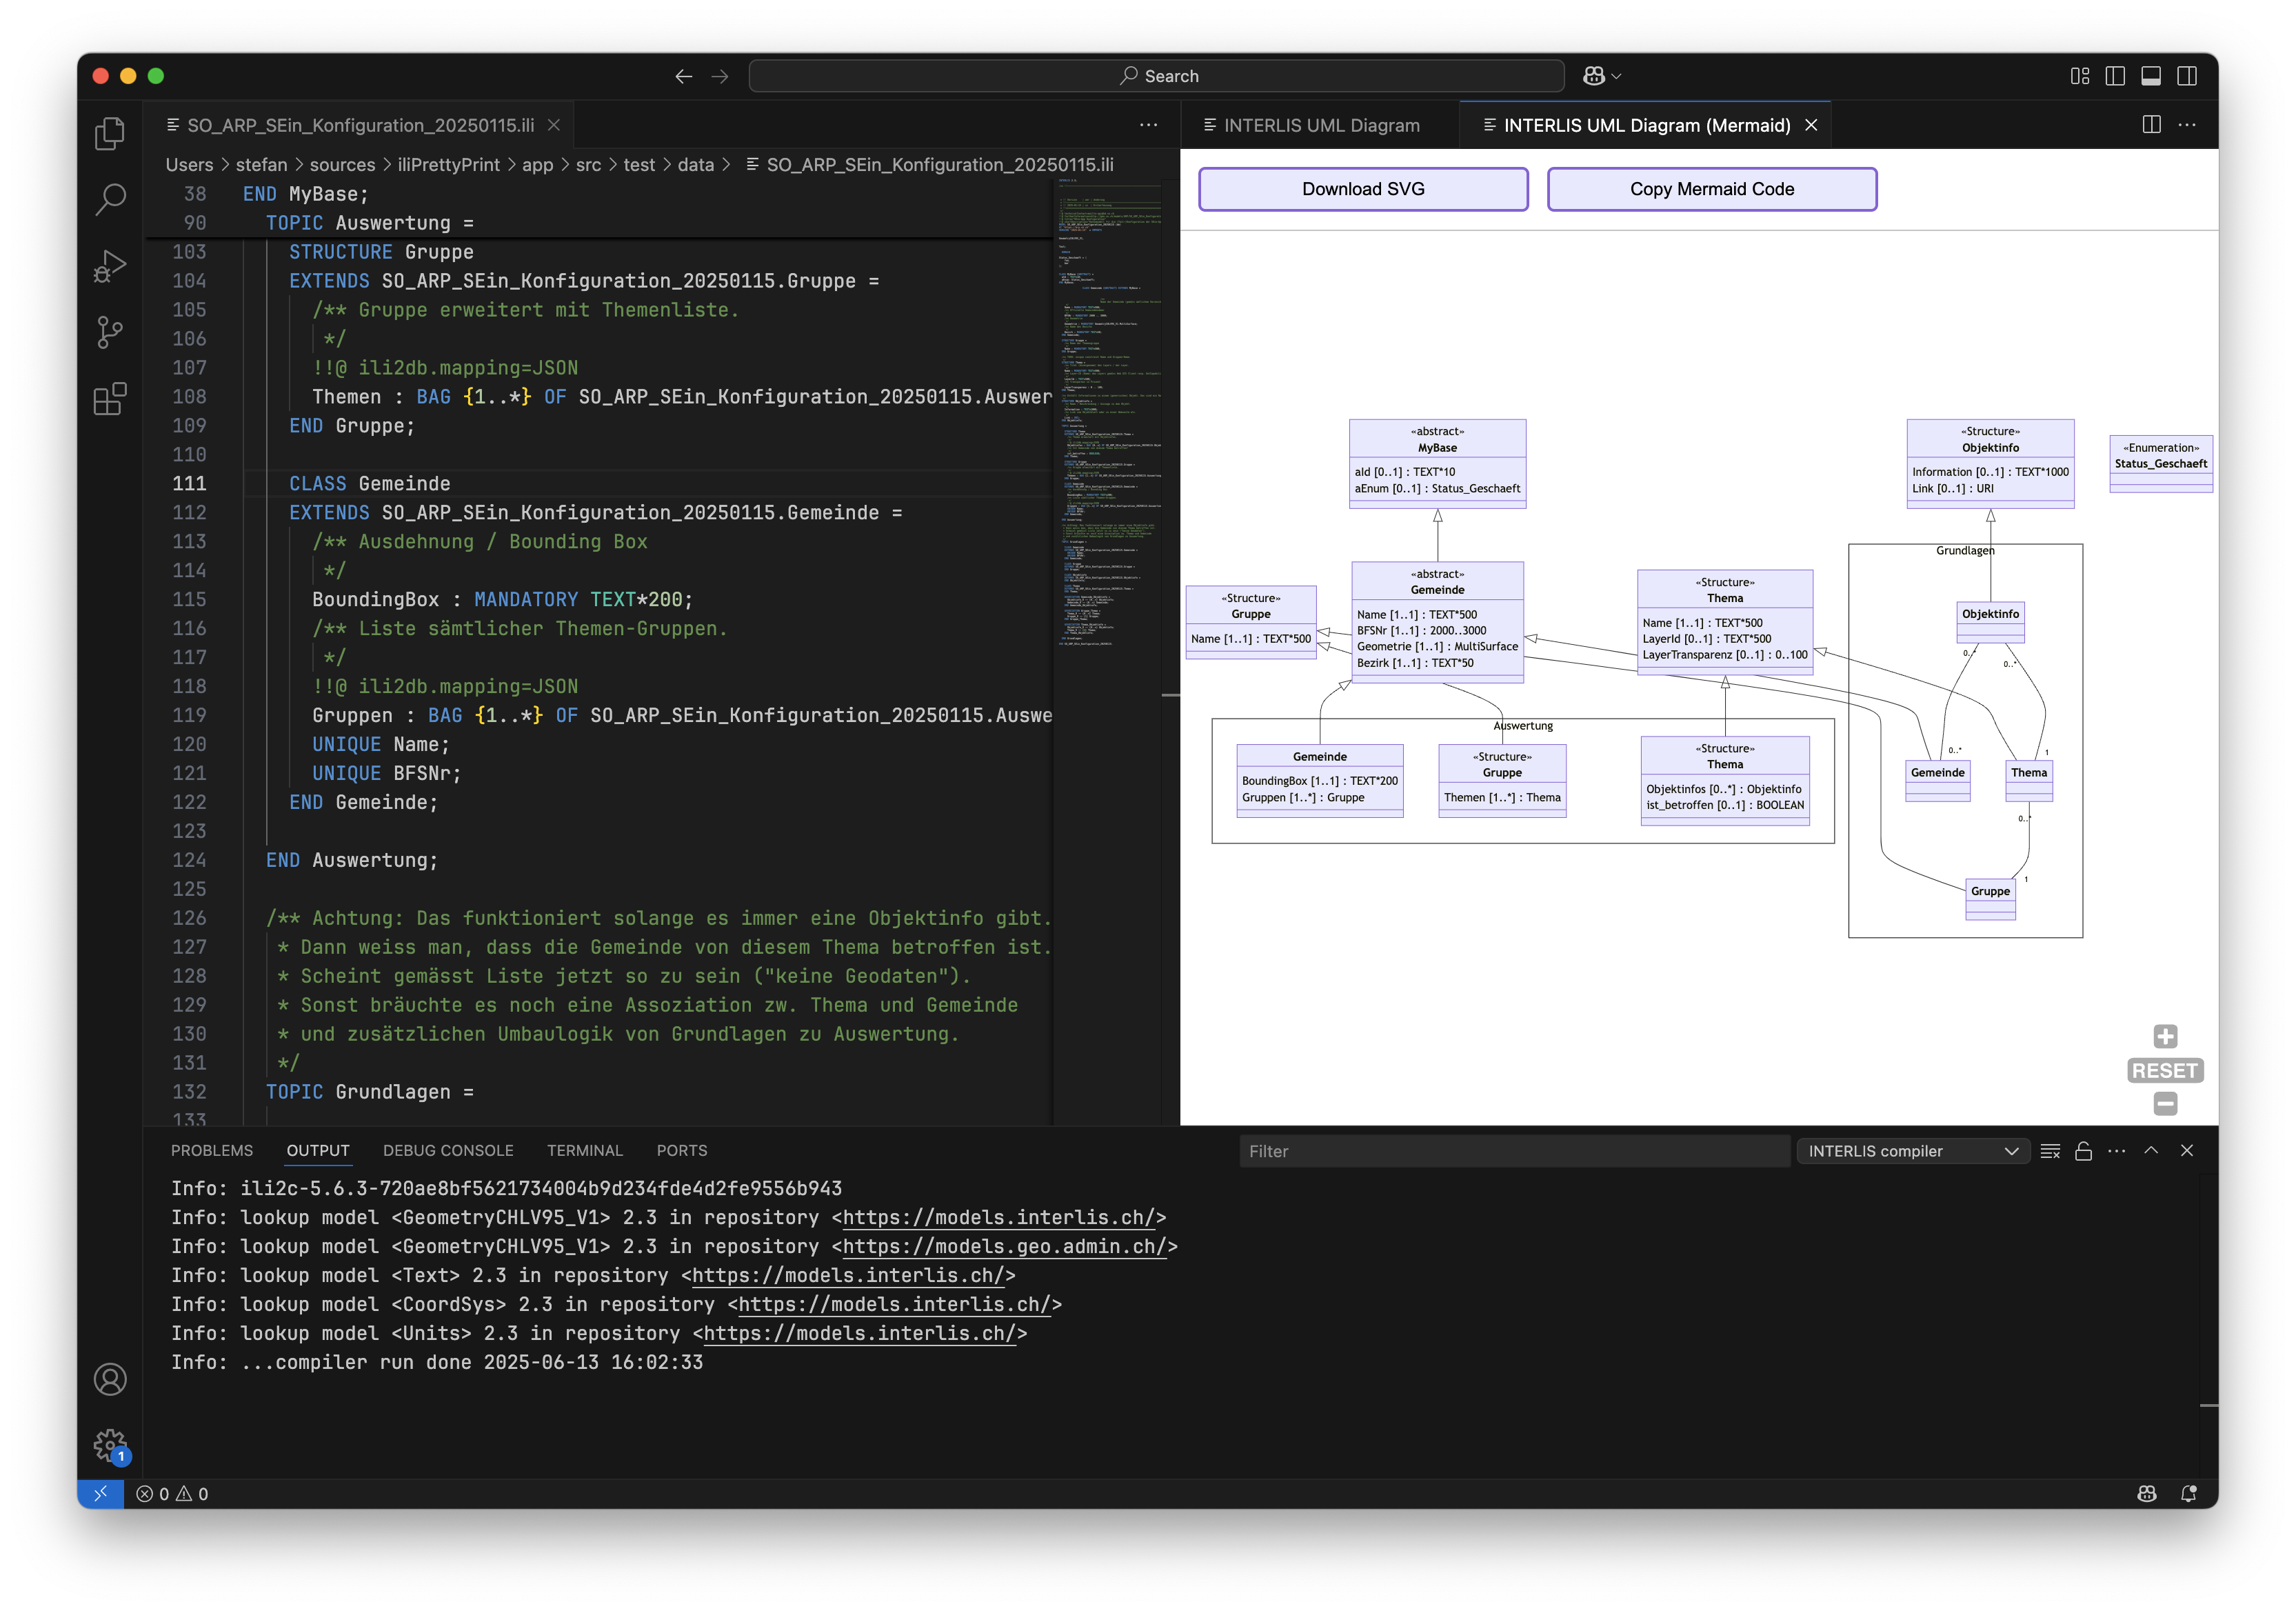 Search
SO_ARP_SEin_Konfiguration_20250115.ili
INTERLIS UML Diagram
INTERLIS UML Diagram (Mermaid)
Users > stefan > sources > iliPrettyPrint > app > src > test > data > SO_ARP_SEin_Konfiguration_20250115.ili
38 END MyBase;
90 TOPIC Auswertung =
103 STRUCTURE Gruppe
104 EXTENDS SO_ARP_SEin_Konfiguration_20250115.Gruppe =
105 /** Gruppe erweitert mit Themenliste.
106 */
107 !!@ ili2db.mapping=JSON
108 Themen : BAG {1..*} OF SO_ARP_SEin_Konfiguration_20250115.Auswer
109 END Gruppe;
110
111 CLASS Gemeinde
112 EXTENDS SO_ARP_SEin_Konfiguration_20250115.Gemeinde =
113 /** Ausdehnung / Bounding Box
114 */
115 BoundingBox : MANDATORY TEXT*200;
116 /** Liste sämtlicher Themen-Gruppen.
117 */
118 !!@ ili2db.mapping=JSON
119 Gruppen : BAG {1..*} OF SO_ARP_SEin_Konfiguration_20250115.Auswe
120 UNIQUE Name;
121 UNIQUE BFSNr;
122 END Gemeinde;
123
124 END Auswertung;
125
126 /** Achtung: Das funktioniert solange es immer eine Objektinfo gibt.
127 * Dann weiss man, dass die Gemeinde von diesem Thema betroffen ist.
128 * Scheint gemässt Liste jetzt so zu sein ("keine Geodaten").
129 * Sonst bräuchte es noch eine Assoziation zw. Thema und Gemeinde
130 * und zusätzlichen Umbaulogik von Grundlagen zu Auswertung.
131 */
132 TOPIC Grundlagen =
133
Download SVG
Copy Mermaid Code
«abstract»
MyBase
aId [0..1] : TEXT*10
aEnum [0..1] : Status_Geschaeft
«Structure»
Objektinfo
Information [0..1] : TEXT*1000
Link [0..1] : URI
«Enumeration»
Status_Geschaeft
Grundlagen
«Structure»
Gruppe
Name [1..1] : TEXT*500
«abstract»
Gemeinde
Name [1..1] : TEXT*500
BFSNr [1..1] : 2000..3000
Geometrie [1..1] : MultiSurface
Bezirk [1..1] : TEXT*50
«Structure»
Thema
Name [1..1] : TEXT*500
LayerId [0..1] : TEXT*500
LayerTransparenz [0..1] : 0..100
Objektinfo
0..*
0..*
Auswertung
Gemeinde
BoundingBox [1..1] : TEXT*200
Gruppen [1..*] : Gruppe
«Structure»
Gruppe
Themen [1..*] : Thema
«Structure»
Thema
Objektinfos [0..*] : Objektinfo
ist_betroffen [0..1] : BOOLEAN
0..*
1
Gemeinde
Thema
0..*
1
Gruppe
RESET
PROBLEMS
OUTPUT
DEBUG CONSOLE
TERMINAL
PORTS
Filter
INTERLIS compiler
Info: ili2c-5.6.3-720ae8bf5621734004b9d234fde4d2fe9556b943
Info: lookup model <GeometryCHLV95_V1> 2.3 in repository <https://models.interlis.ch/>
Info: lookup model <GeometryCHLV95_V1> 2.3 in repository <https://models.geo.admin.ch/>
Info: lookup model <Text> 2.3 in repository <https://models.interlis.ch/>
Info: lookup model <CoordSys> 2.3 in repository <https://models.interlis.ch/>
Info: lookup model <Units> 2.3 in repository <https://models.interlis.ch/>
Info: ...compiler run done 2025-06-13 16:02:33
1
0 0